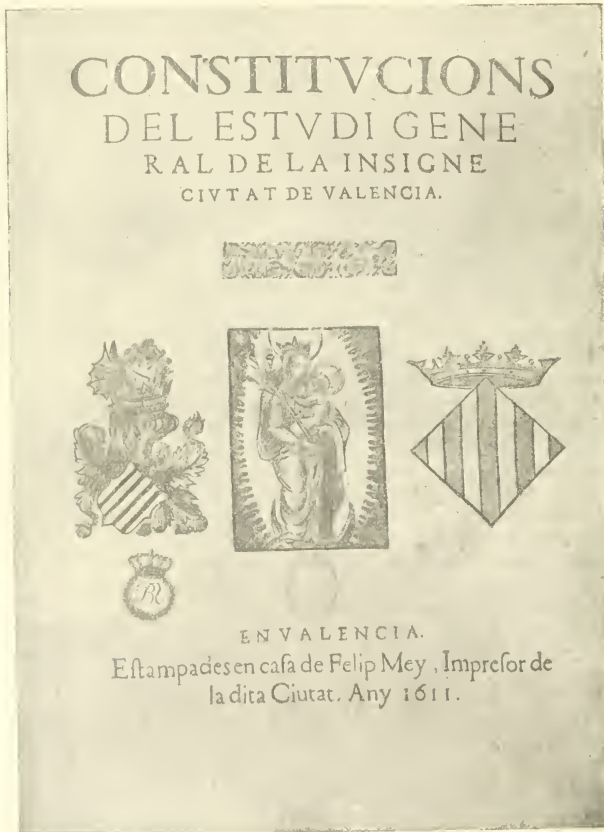 CONSTITVCIONS
DEL ESTVDI GENE
RAL DE LA INSIGNE
CIVTAT DE VALENCIA.
EN VALENCIA.
Eſtampades en caſa de Felip Mey, Impreſor de
la dita Ciutat. Any 1611.